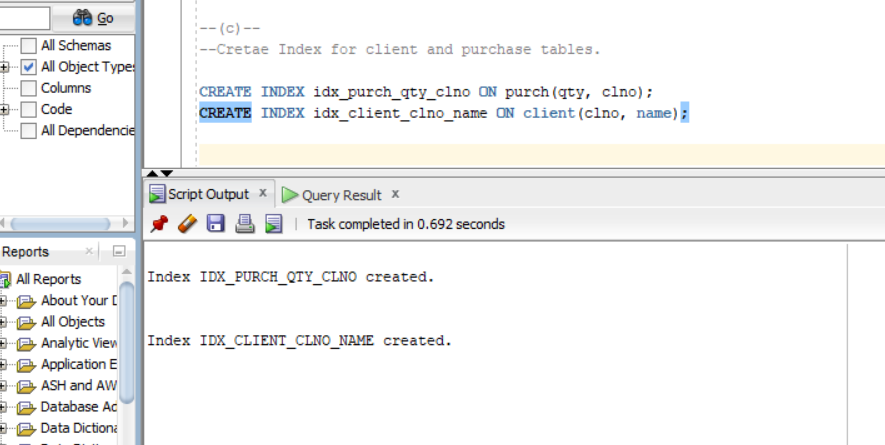 Go
All Schemas
All Object Types
Columns
Code
All Dependencie
--(c)--
--Cretae Index for client and purchase tables.
CREATE INDEX idx_purch_qty_clno ON purch(qty, clno);
CREATE INDEX idx_client_clno_name ON client(clno, name);
Script Output x
Query Result x
Task completed in 0.692 seconds
Index IDX_PURCH_QTY_CLNO created.
Index IDX_CLIENT_CLNO_NAME created.
Reports
All Reports
About Your D
All Objects
Analytic View
Application E
ASH and AW
Database Ad
Data Dictiona